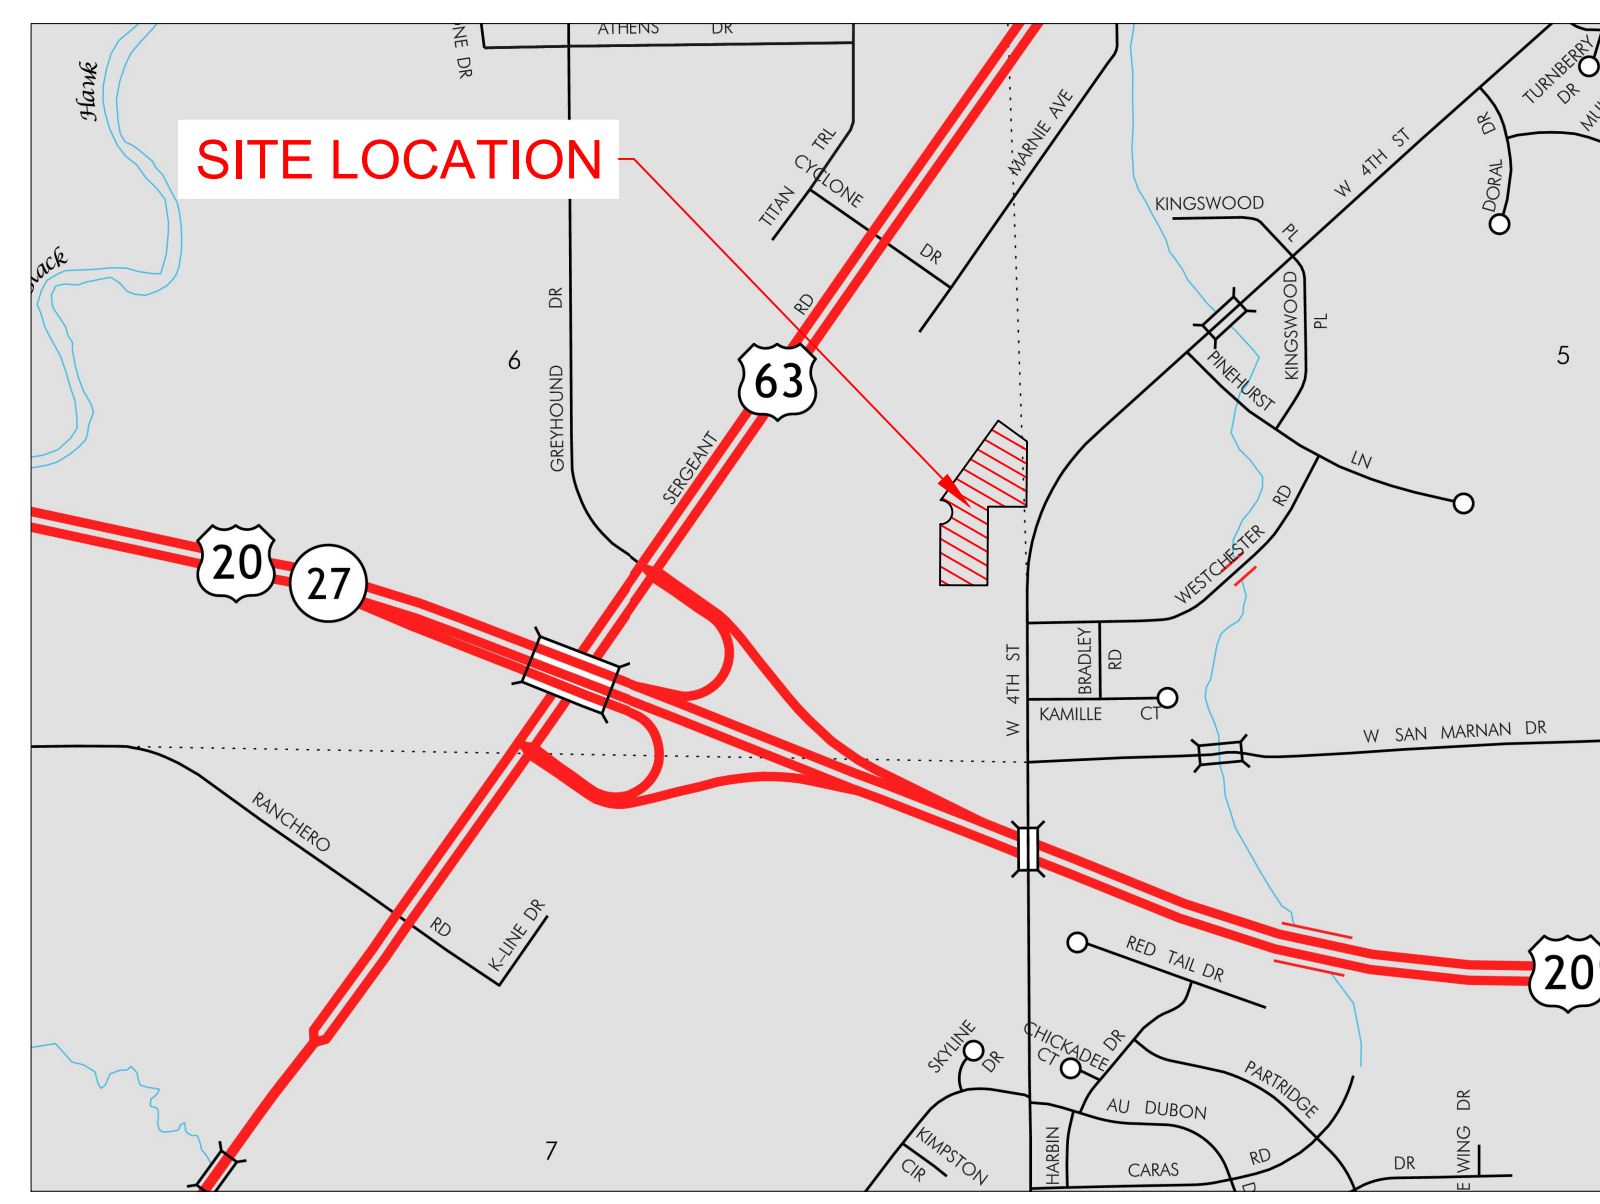 ATHENS DR
NE DR
Hawk
TURNBERRY
DR
SITE LOCATION
MARNIE AVE
W 4TH ST
DR
TITAN TRL
CYCLONE
DR
DORAL
KINGSWOOD
PL
KINGSWOOD
PL
GREYHOUND DR
RD
6
63
5
PINEHURST
LN
SERGEANT
RD
WESTCHESTER
20
27
BRADLEY
RD
W 4TH ST
KAMILLE CT
W SAN MARNAN DR
RANCHERO
RD
K-LINE DR
RED TAIL DR
20
SKYLINE
DR
CHICKADEE
CT
DR
PARTRIDGE
AU DUBON
7
KIMPSTON
CIR
HARBIN
CARAS
RD
DR
E WING DR